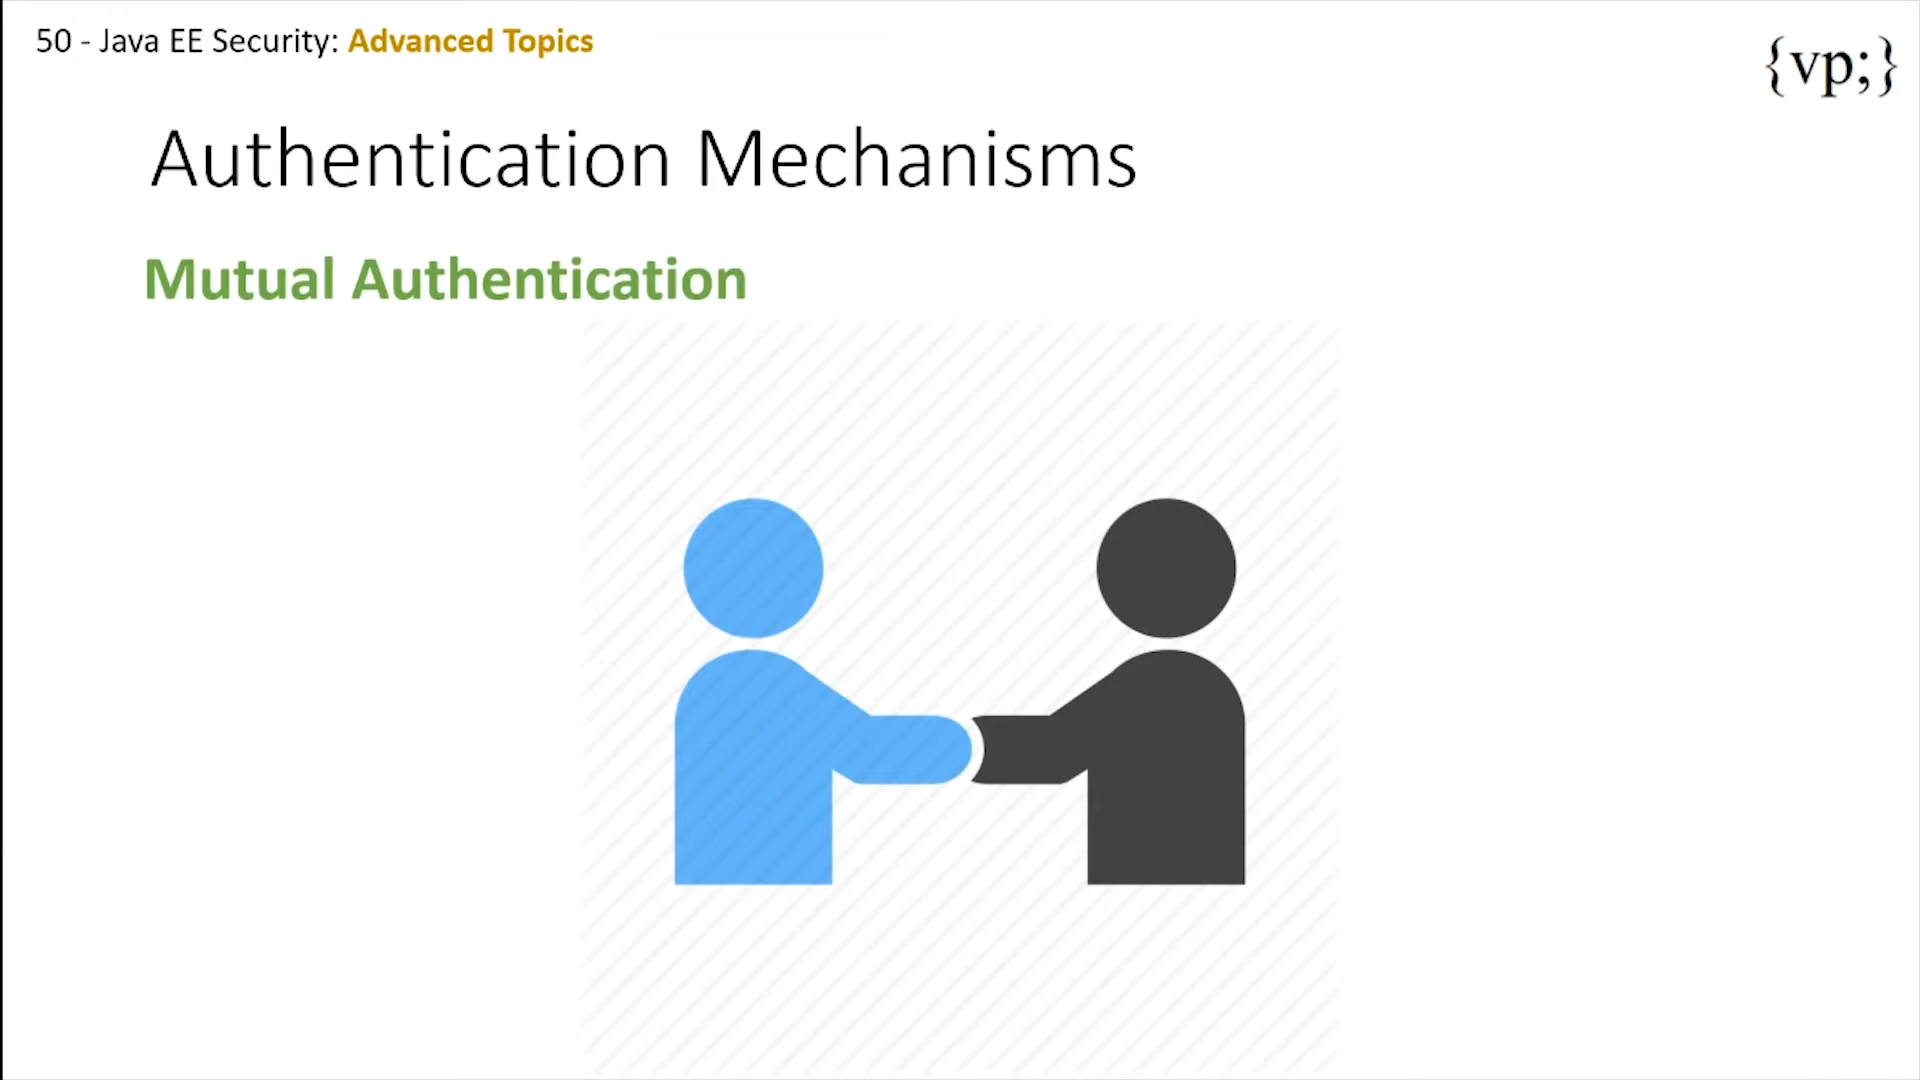 50 - Java EE Security: Advanced Topics
{vp;}
Authentication Mechanisms
Mutual Authentication